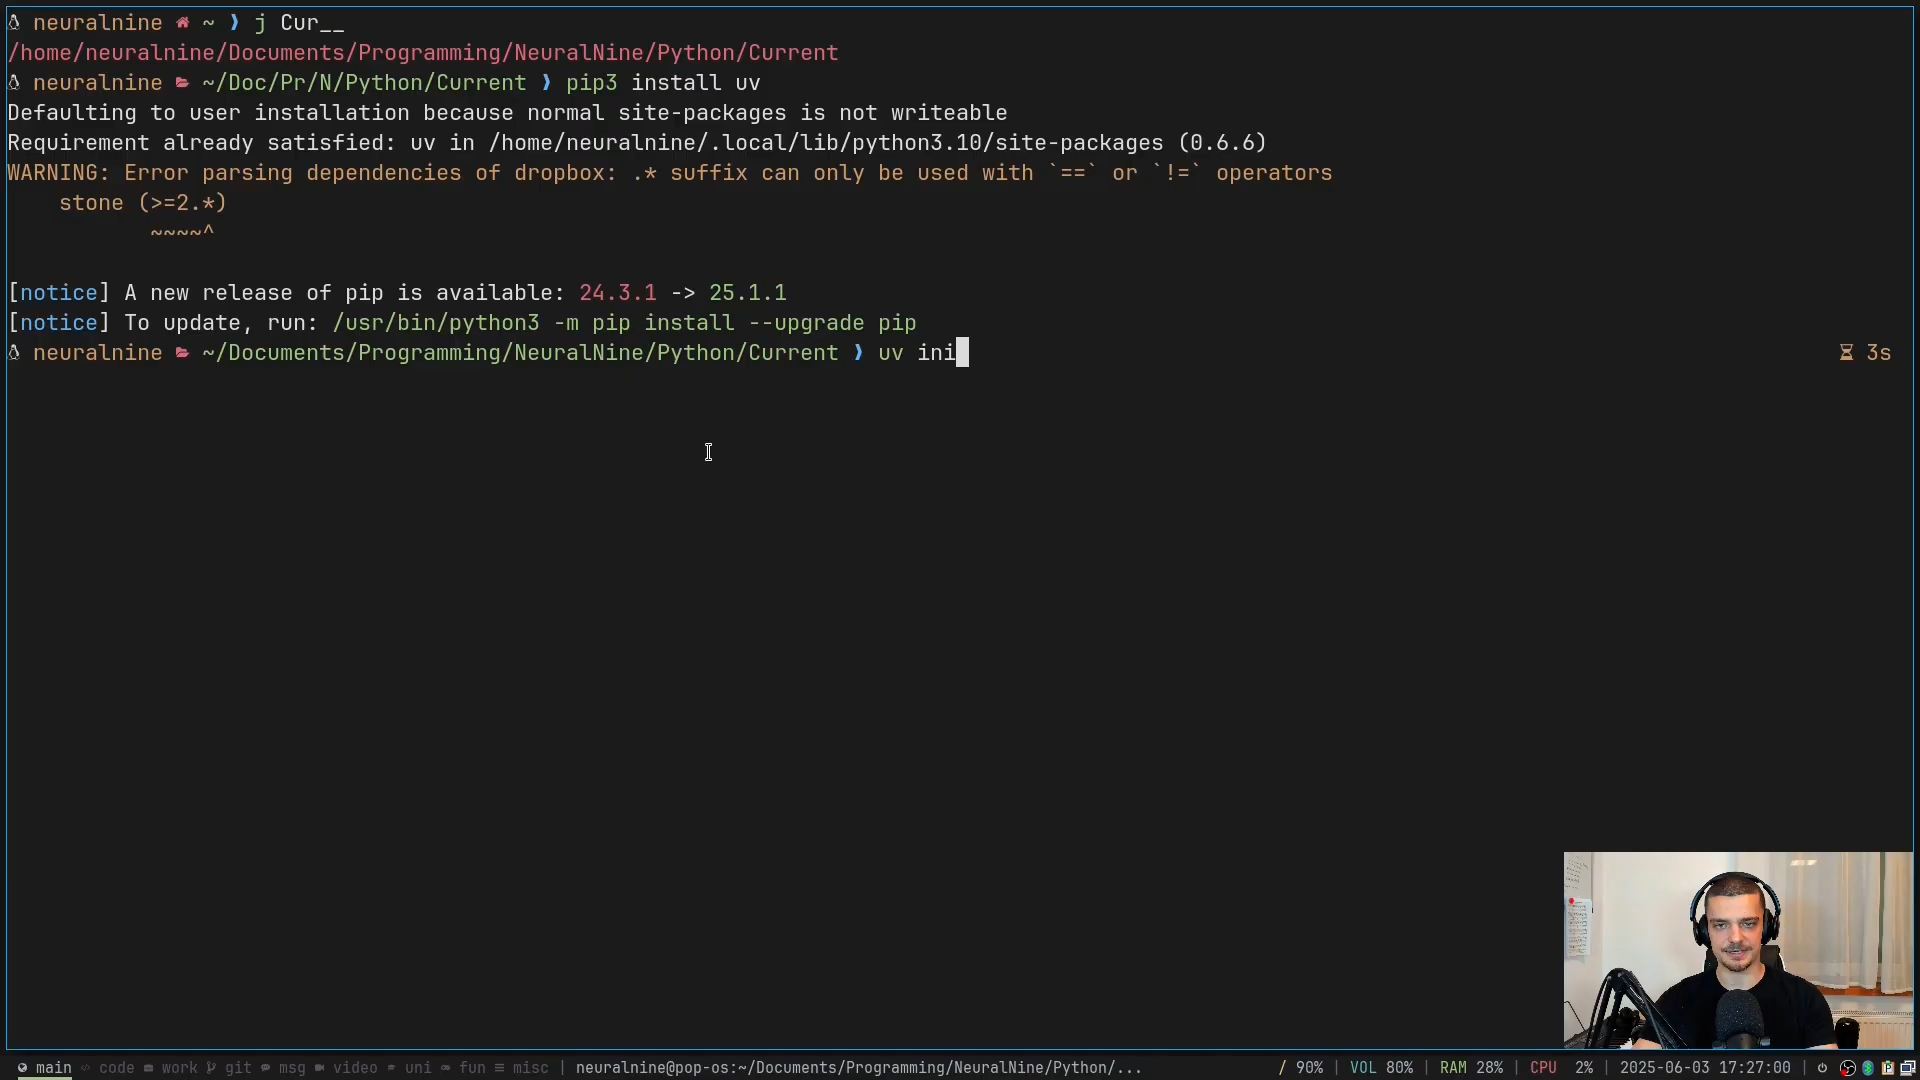 neuralnine ~ ❱ j Cur__
/home/neuralnine/Documents/Programming/NeuralNine/Python/Current
neuralnine ~/Doc/Pr/N/Python/Current ❱ pip3 install uv
Defaulting to user installation because normal site-packages is not writeable
Requirement already satisfied: uv in /home/neuralnine/.local/lib/python3.10/site-packages (0.6.6)
WARNING: Error parsing dependencies of dropbox: .* suffix can only be used with `==` or `!=` operators
    stone (>=2.*)
           ~~~~^
[notice] A new release of pip is available: 24.3.1 -> 25.1.1
[notice] To update, run: /usr/bin/python3 -m pip install --upgrade pip
neuralnine ~/Documents/Programming/NeuralNine/Python/Current ❱ uv ini 3s
main code work git msg video uni fun misc | neuralnine@pop-os:~/Documents/Programming/NeuralNine/Python/... / 90% | VOL 80% | RAM 28% | CPU 2% | 2025-06-03 17:27:00 |